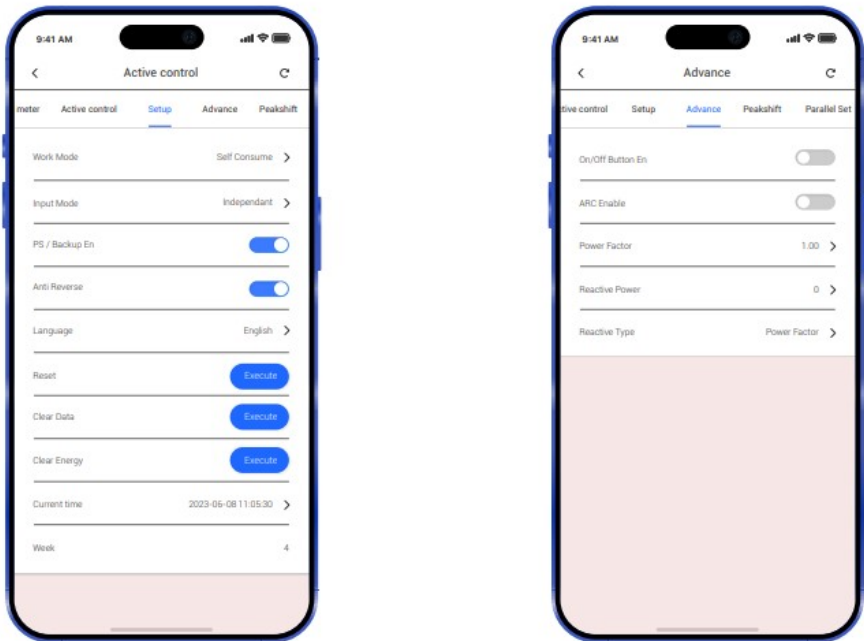 9:41 AM
Active control
meter Active control Setup Advance Peakshift
Work Mode Self Consume
Input Mode Independant
PS / Backup En
Anti Reverse
Language English
Reset Execute
Clear Data Execute
Clear Energy Execute
Current time 2023-06-08 11:05:30
Week 4
9:41 AM
Advance
tive control Setup Advance Peakshift Parallel Set
On/Off Button En
ARC Enable
Power Factor 1.00
Reactive Power 0
Reactive Type Power Factor